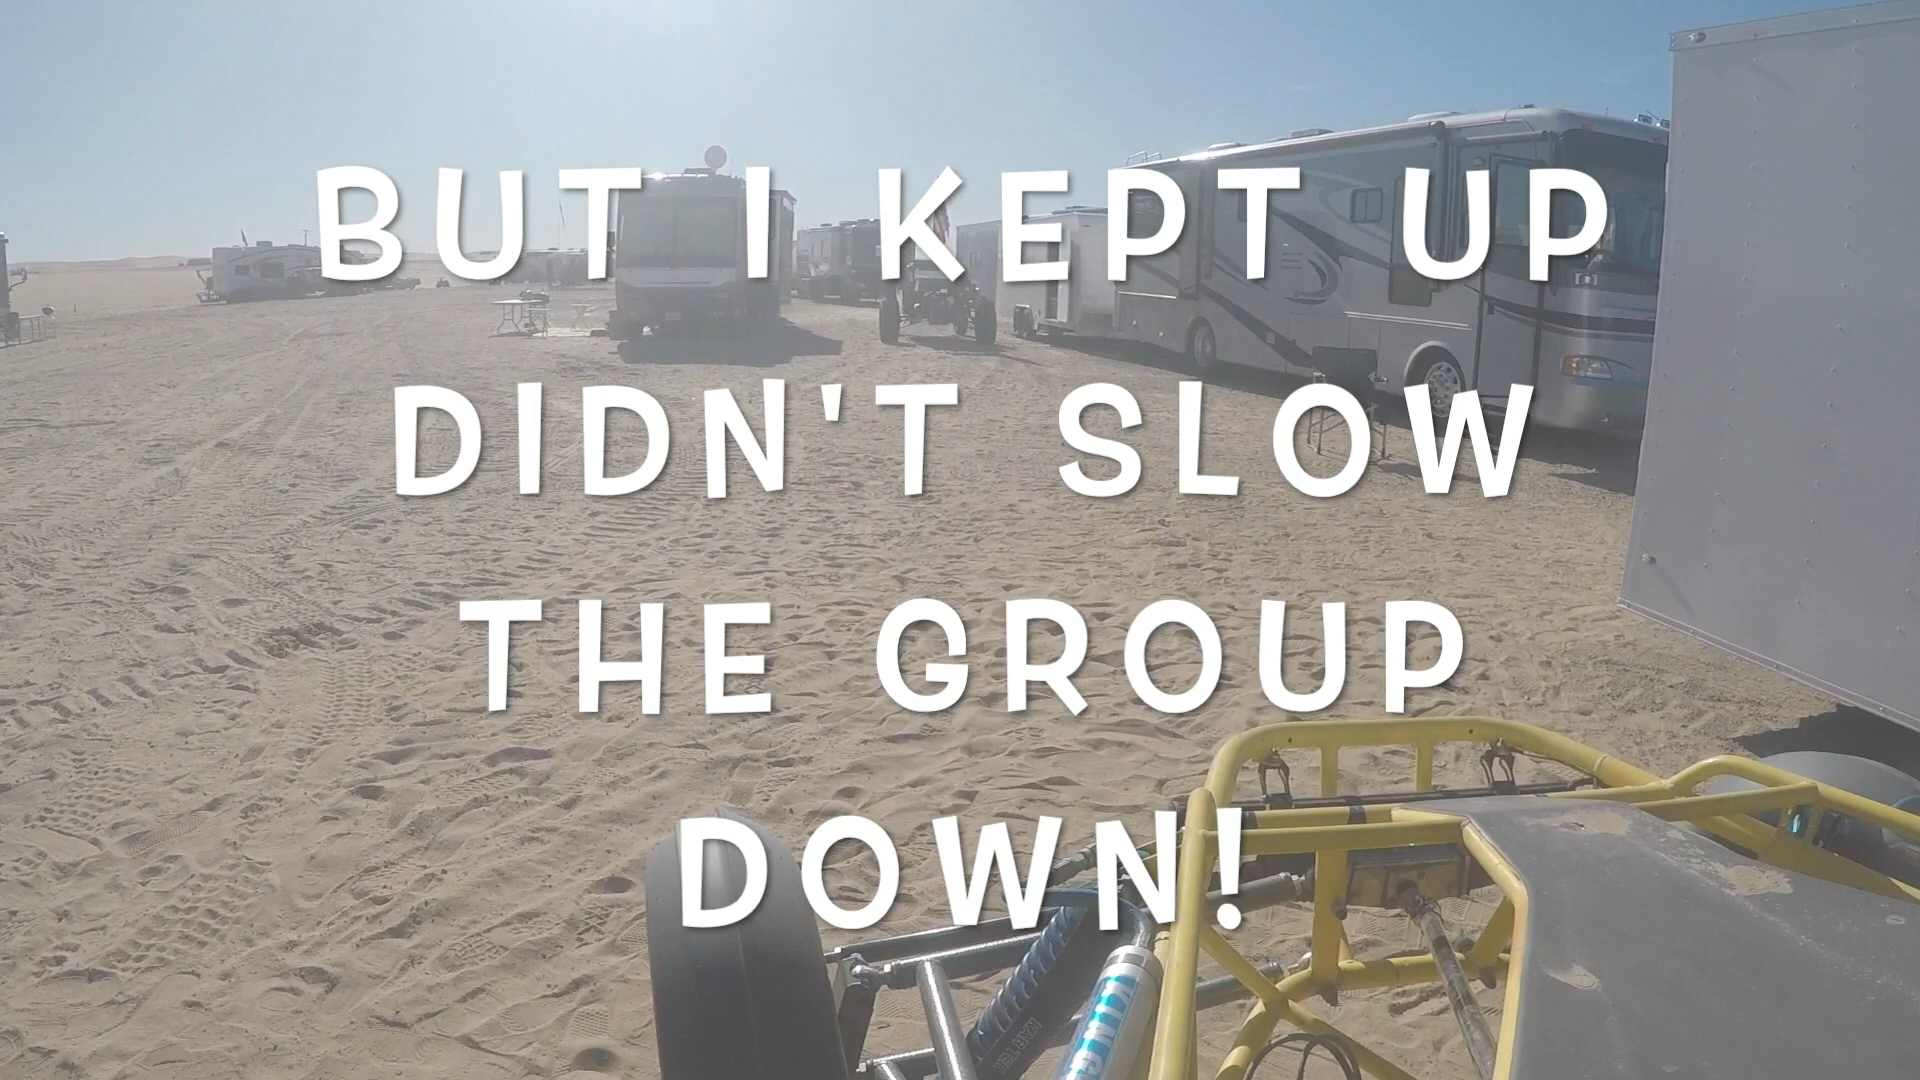 BUT I KEPT UP
DIDN'T SLOW
THE GROUP
DOWN!